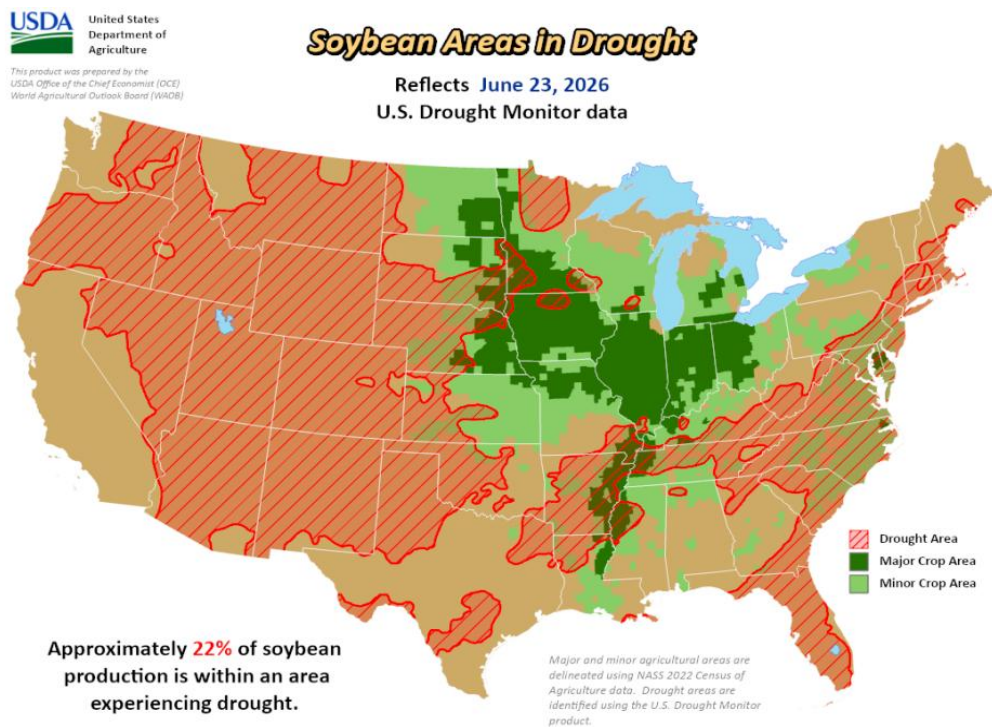 USDA
United States
Department of
Agriculture
This product was prepared by the
USDA Office of the Chief Economist (OCE)
World Agricultural Outlook Board (WAOB)
Soybean Areas in Drought
Reflects June 23, 2026
U.S. Drought Monitor data
Drought Area
Major Crop Area
Minor Crop Area
Approximately 22% of soybean
production is within an area
experiencing drought.
Major and minor agricultural areas are
delineated using NASS 2022 Census of
Agriculture data. Drought areas are
identified using the U.S. Drought Monitor
product.